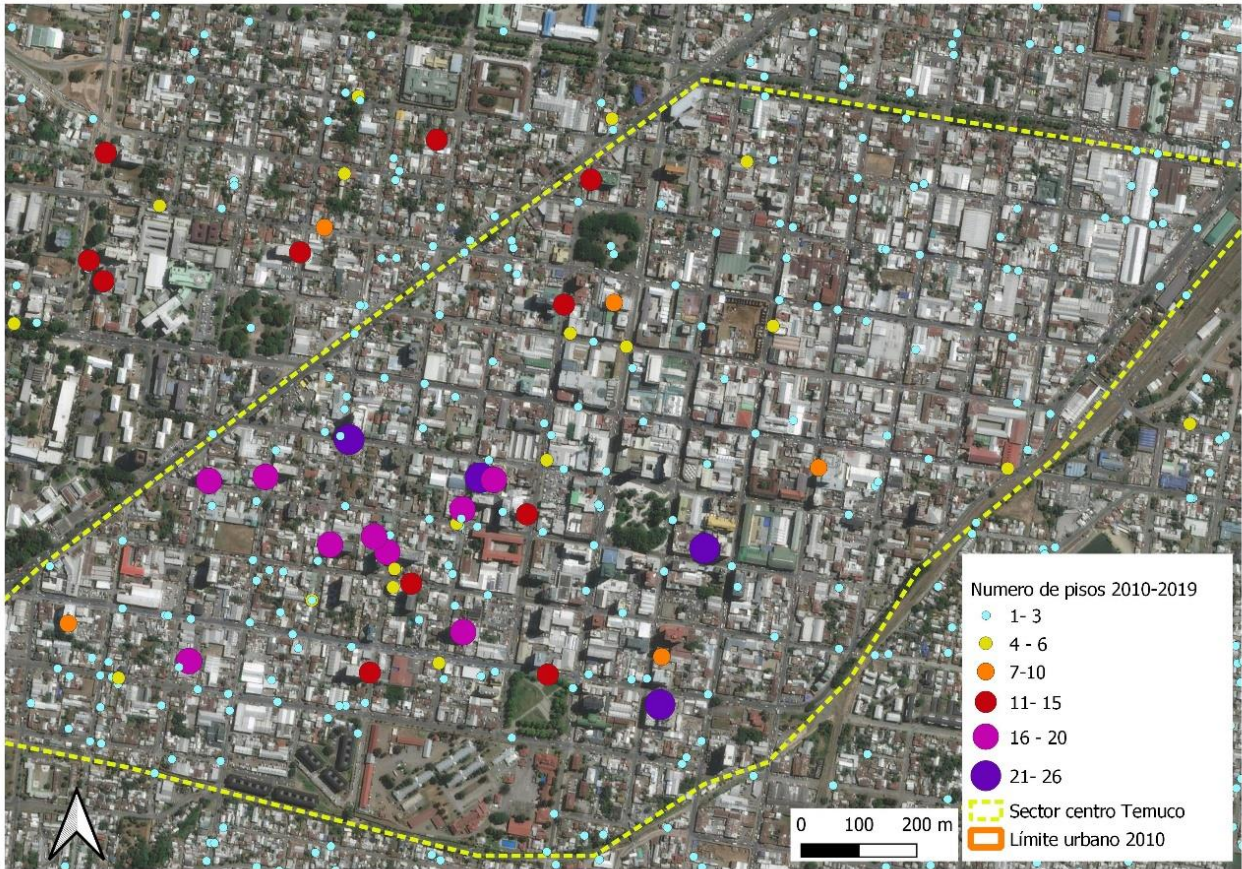 Numero de pisos 2010-2019
1- 3
4 - 6
7-10
11- 15
16 - 20
21- 26
Sector centro Temuco
Límite urbano 2010
0 100 200 m